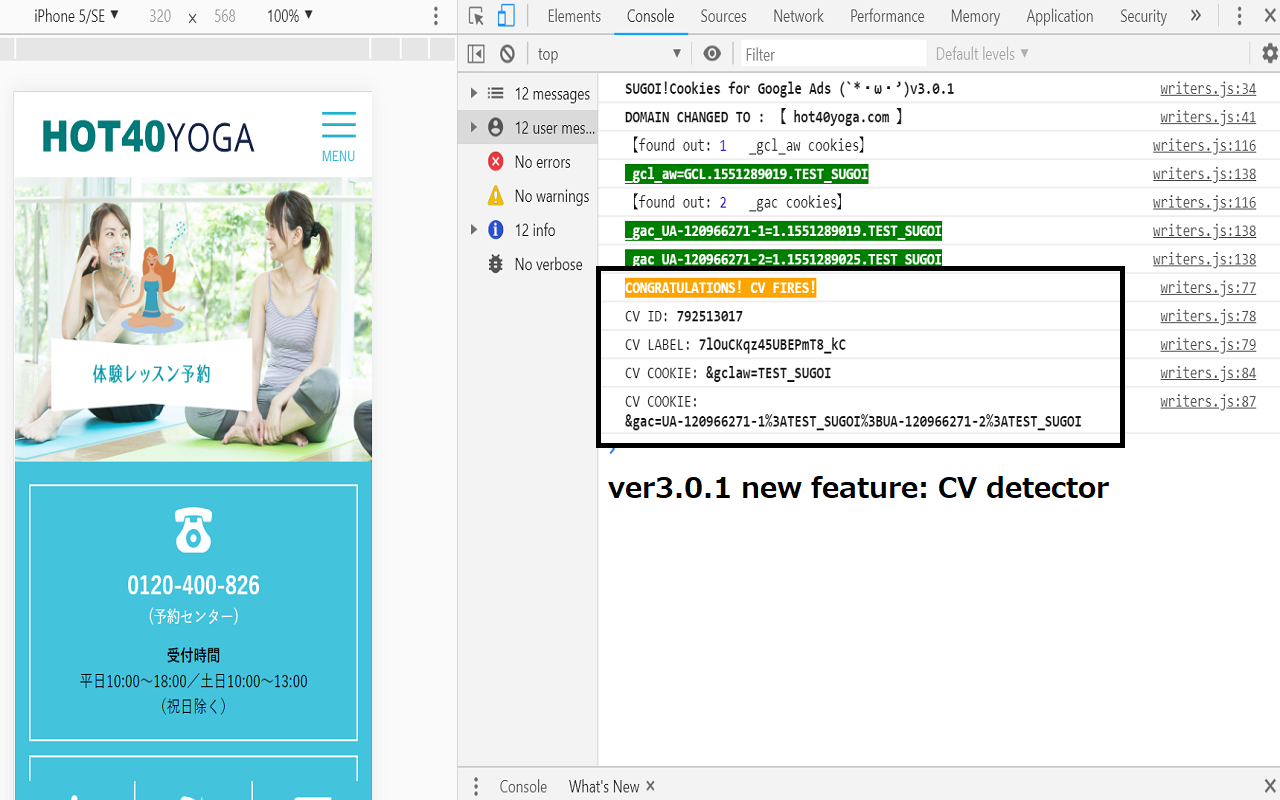 iPhone 5/SE ▼ 320 x 568 100% ▼
Elements Console Sources Network Performance Memory Application Security »
top ▼ Filter Default levels ▼
HOT40YOGA
MENU
体験レッスン予約
0120-400-826
(予約センター)
受付時間
平日10:00～18:00／土日10:00～13:00
(祝日除く)
12 messages
12 user mes...
No errors
No warnings
12 info
No verbose
SUGOI!Cookies for Google Ads (`*・ω・´)v3.0.1 writers.js:34
DOMAIN CHANGED TO : 【 hot40yoga.com 】 writers.js:41
【found out: 1 _gcl_aw cookies】 writers.js:116
_gcl_aw=GCL.1551289019.TEST_SUGOI writers.js:138
【found out: 2 _gac cookies】 writers.js:116
_gac_UA-120966271-1=1.1551289019.TEST_SUGOI writers.js:138
_gac_UA-120966271-2=1.1551289025.TEST_SUGOI writers.js:138
CONGRATULATIONS! CV FIRES! writers.js:77
CV ID: 792513017 writers.js:78
CV LABEL: 7lOuCKqz45UBEPmT8_kC writers.js:79
CV COOKIE: &gclaw=TEST_SUGOI writers.js:84
CV COOKIE: writers.js:87
&gac=UA-120966271-1%3ATEST_SUGOI%3BUA-120966271-2%3ATEST_SUGOI
ver3.0.1 new feature: CV detector
Console What's New ×